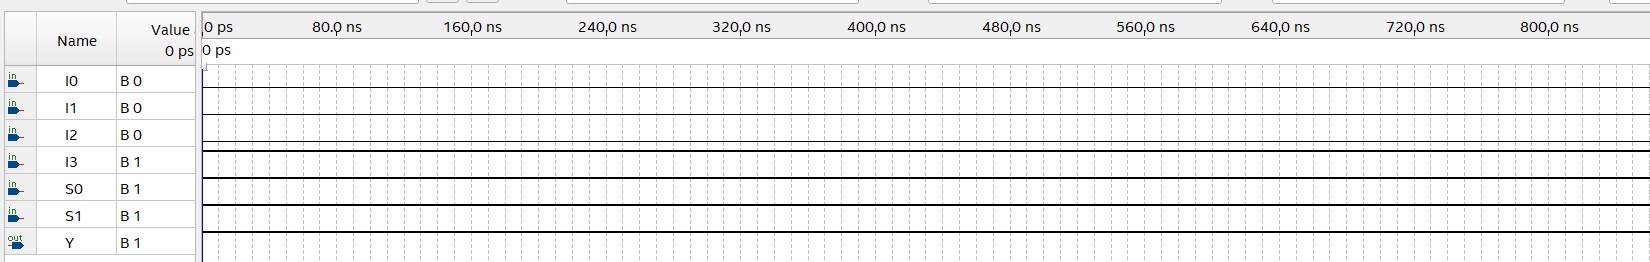 Name Value 0 ps 80.0 ns 160.0 ns 240.0 ns 320.0 ns 400.0 ns 480.0 ns 560.0 ns 640.0 ns 720.0 ns 800.0 ns
0 ps 0 ps
in I0 B 0
in I1 B 0
in I2 B 0
in I3 B 1
in S0 B 1
in S1 B 1
out Y B 1